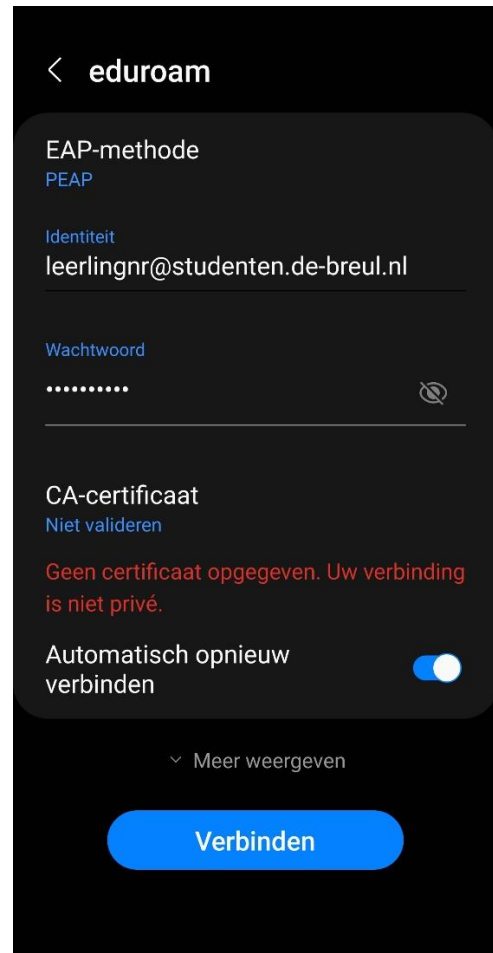 eduroam
EAP-methode
PEAP
Identiteit
leerlingnr@studenten.de-breul.nl
Wachtwoord
••••••••••
CA-certificaat
Niet valideren
Geen certificaat opgegeven. Uw verbinding
is niet privé.
Automatisch opnieuw
verbinden
Meer weergeven
Verbinden